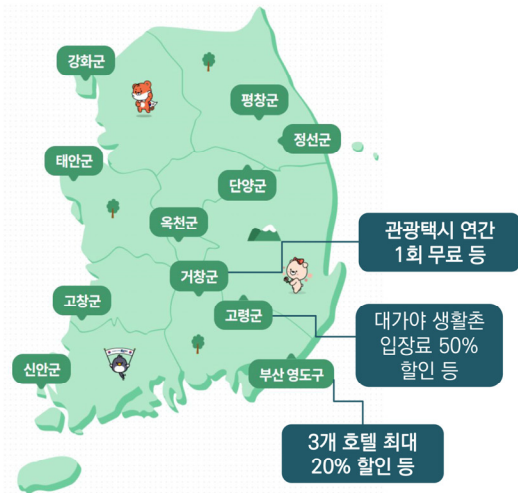 강화군
평창군
정선군
태안군
단양군
옥천군
관광택시 연간
1회 무료 등
거창군
고창군
고령군
대가야 생활촌
입장료 50%
할인 등
신안군
부산 영도구
3개 호텔 최대
20% 할인 등